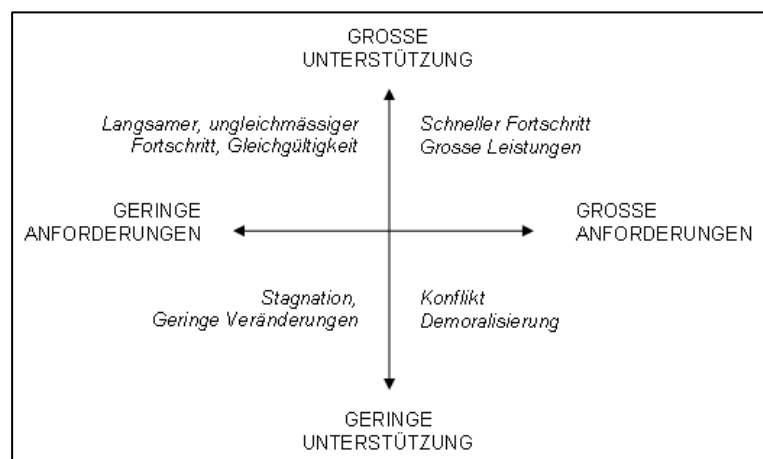 GROSSE
UNTERSTÜTZUNG
Langsamer, ungleichmässiger
Fortschritt, Gleichgültigkeit
Schneller Fortschritt
Grosse Leistungen
GERINGE
ANFORDERUNGEN
GROSSE
ANFORDERUNGEN
Stagnation,
Geringe Veränderungen
Konflikt
Demoralisierung
GERINGE
UNTERSTÜTZUNG